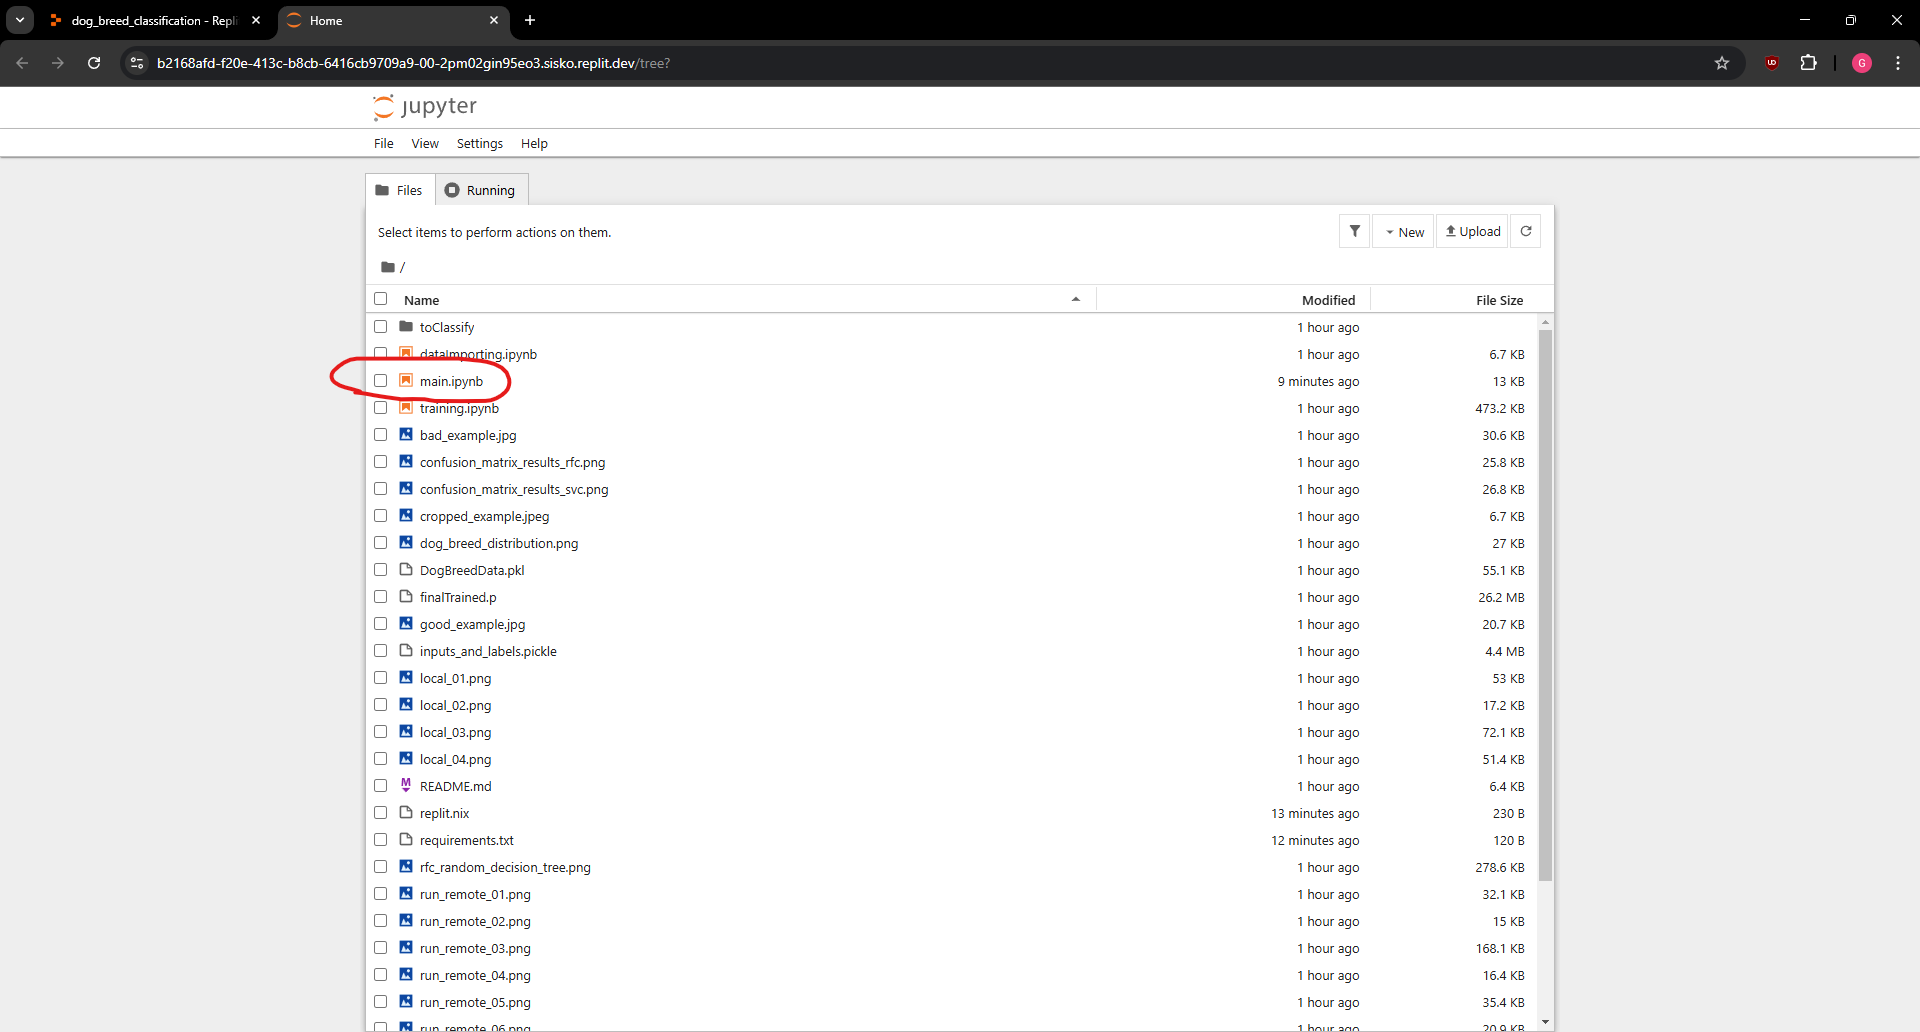 dog_breed_classification - Repli
Home
b2168afd-f20e-413c-b8cb-6416cb9709a9-00-2pm02gin95eo3.sisko.replit.dev/tree?
UD
G
jupyter
File View Settings Help
Files Running
Select items to perform actions on them.
New Upload
/
Name Modified File Size
toClassify 1 hour ago
dataImporting.ipynb 1 hour ago 6.7 KB
main.ipynb 9 minutes ago 13 KB
training.ipynb 1 hour ago 473.2 KB
bad_example.jpg 1 hour ago 30.6 KB
confusion_matrix_results_rfc.png 1 hour ago 25.8 KB
confusion_matrix_results_svc.png 1 hour ago 26.8 KB
cropped_example.jpeg 1 hour ago 6.7 KB
dog_breed_distribution.png 1 hour ago 27 KB
DogBreedData.pkl 1 hour ago 55.1 KB
finalTrained.p 1 hour ago 26.2 MB
good_example.jpg 1 hour ago 20.7 KB
inputs_and_labels.pickle 1 hour ago 4.4 MB
local_01.png 1 hour ago 53 KB
local_02.png 1 hour ago 17.2 KB
local_03.png 1 hour ago 72.1 KB
local_04.png 1 hour ago 51.4 KB
M README.md 1 hour ago 6.4 KB
replit.nix 13 minutes ago 230 B
requirements.txt 12 minutes ago 120 B
rfc_random_decision_tree.png 1 hour ago 278.6 KB
run_remote_01.png 1 hour ago 32.1 KB
run_remote_02.png 1 hour ago 15 KB
run_remote_03.png 1 hour ago 168.1 KB
run_remote_04.png 1 hour ago 16.4 KB
run_remote_05.png 1 hour ago 35.4 KB
run_remote_06.png 1 hour ago 20.9 KB